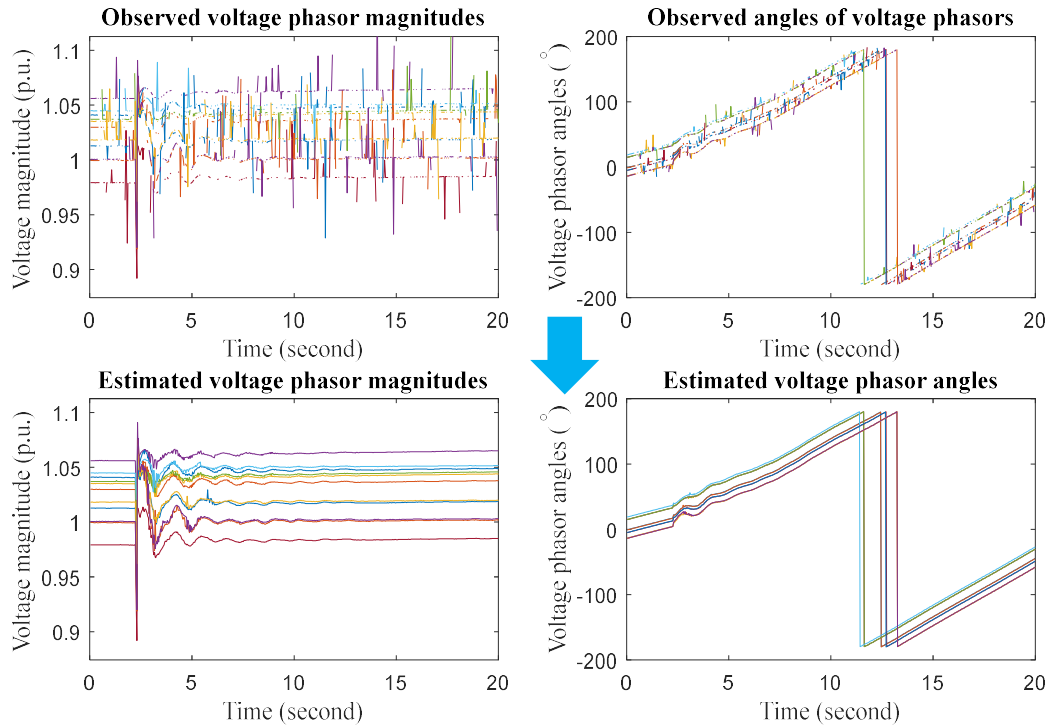 Observed voltage phasor magnitudes
Voltage magnitude (p.u.)
1.1
1.05
1
0.95
0.9
0 5 10 15 20
Time (second)
Observed angles of voltage phasors
Voltage phasor angles (°)
200
100
0
-100
-200
0 5 10 15 20
Time (second)
Estimated voltage phasor magnitudes
Voltage magnitude (p.u.)
1.1
1.05
1
0.95
0.9
0 5 10 15 20
Time (second)
Estimated voltage phasor angles
Voltage phasor angles (°)
200
100
0
-100
-200
0 5 10 15 20
Time (second)